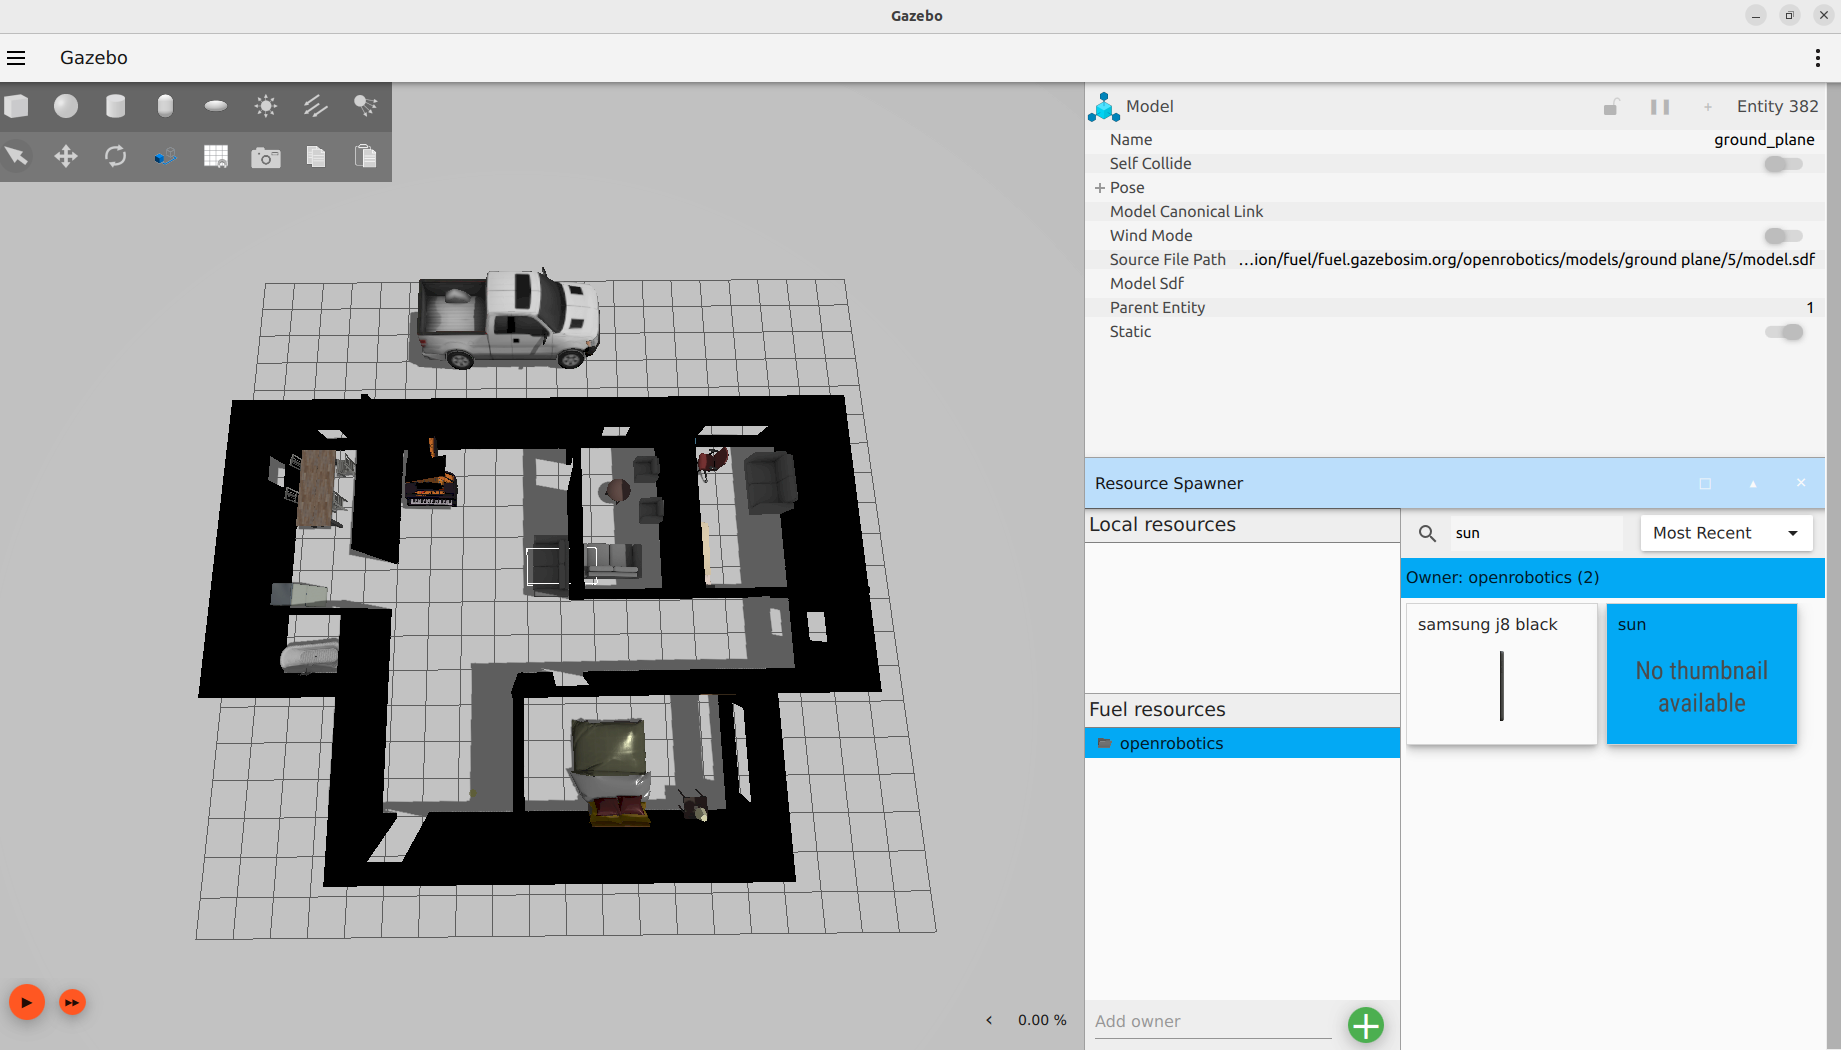 Gazebo
Gazebo
Model
Entity 382
Name
ground_plane
Self Collide
Pose
Model Canonical Link
Wind Mode
Source File Path
...ion/fuel/fuel.gazebosim.org/openrobotics/models/ground plane/5/model.sdf
Model Sdf
Parent Entity
1
Static
Resource Spawner
Local resources
sun
Most Recent
Owner: openrobotics (2)
samsung j8 black
sun
No thumbnail
available
Fuel resources
openrobotics
0.00 %
Add owner